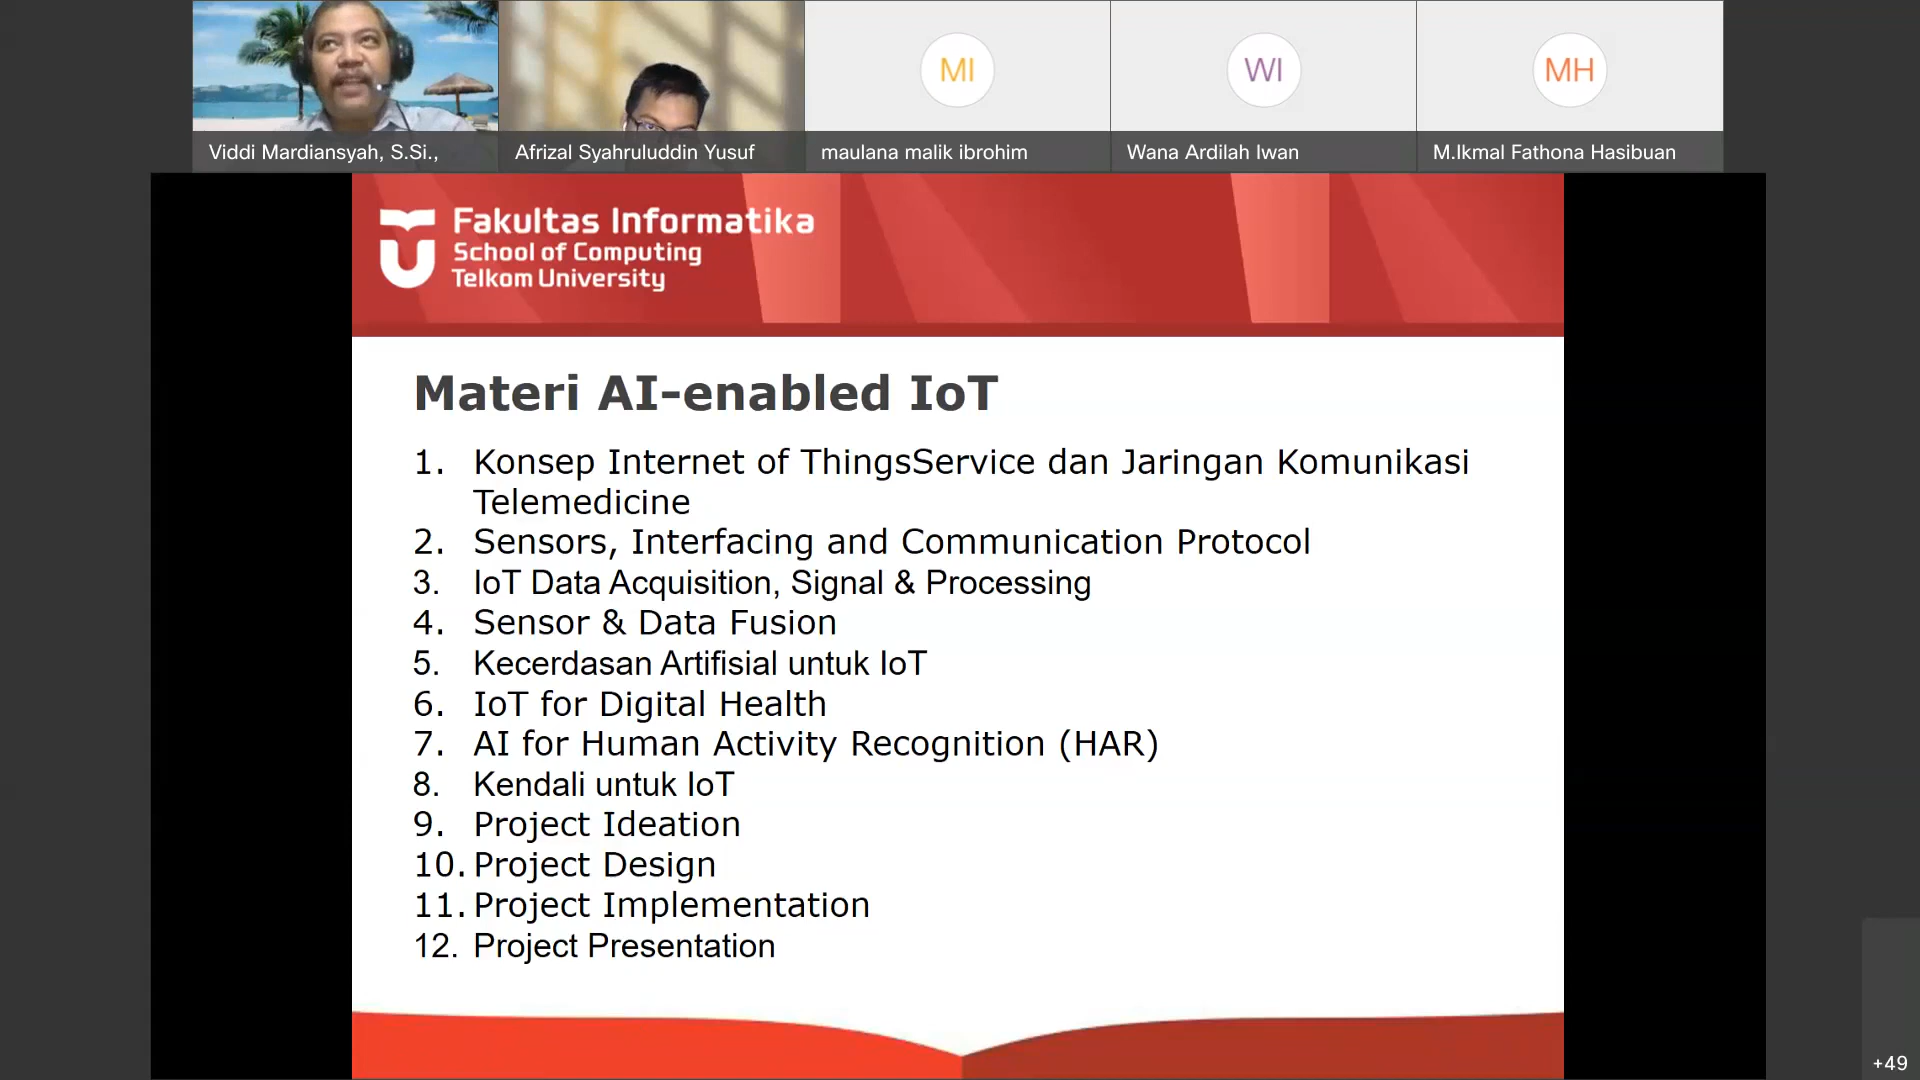 MI
WI
MH
Viddi Mardiansyah, S.Si.,
Afrizal Syahruluddin Yusuf
maulana malik ibrohim
Wana Ardilah Iwan
M.Ikmal Fathona Hasibuan
Fakultas Informatika
School of Computing
Telkom University
Materi AI-enabled IoT
1. Konsep Internet of ThingsService dan Jaringan Komunikasi
Telemedicine
2. Sensors, Interfacing and Communication Protocol
3. IoT Data Acquisition, Signal & Processing
4. Sensor & Data Fusion
5. Kecerdasan Artifisial untuk IoT
6. IoT for Digital Health
7. AI for Human Activity Recognition (HAR)
8. Kendali untuk IoT
9. Project Ideation
10. Project Design
11. Project Implementation
12. Project Presentation
+49